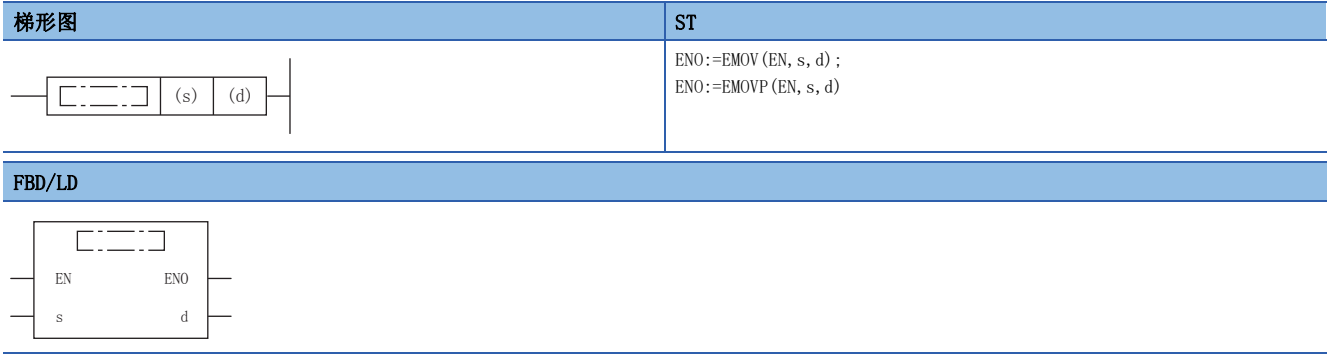 梯形图
ST
(s) (d)
ENO:=EMOV(EN,s,d);
ENO:=EMOVP(EN,s,d)
FBD/LD
EN ENO
s d